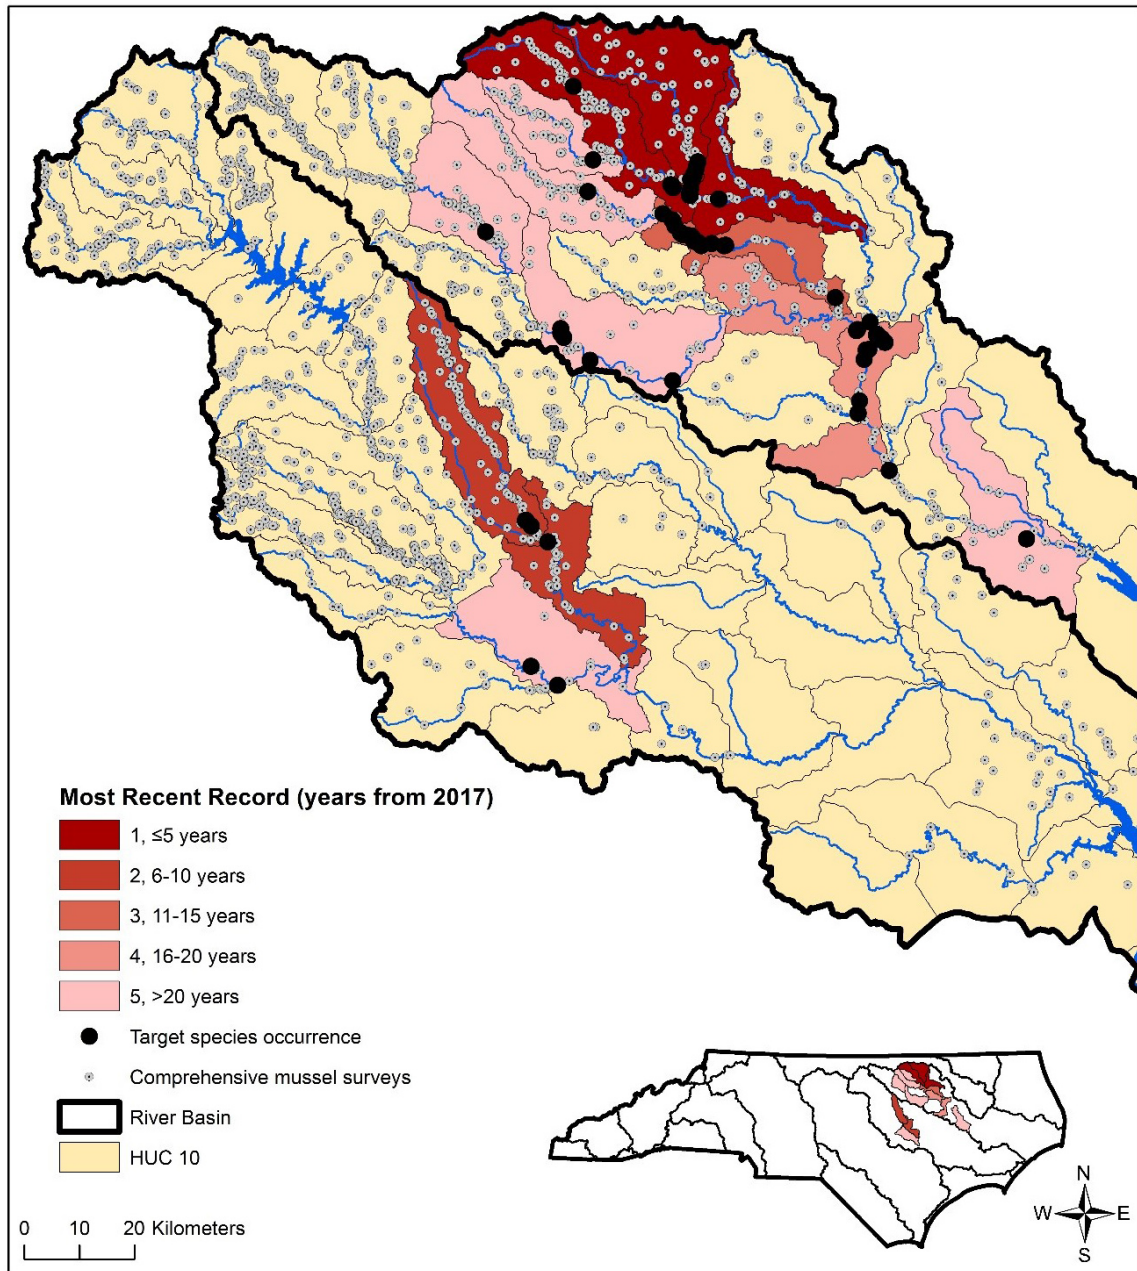 Most Recent Record (years from 2017)
1, ≤5 years
2, 6-10 years
3, 11-15 years
4, 16-20 years
5, >20 years
Target species occurrence
Comprehensive mussel surveys
River Basin
HUC 10
0 10 20 Kilometers
N
W E
S